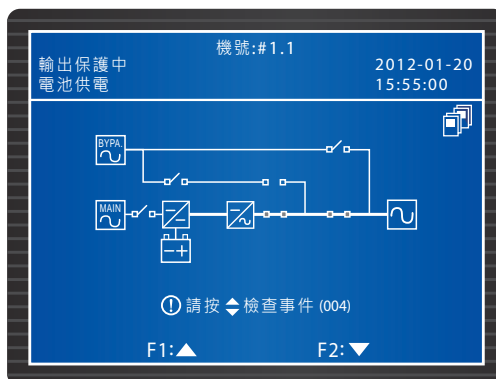 機號:#1.1
輸出保護中
電池供電
2012-01-20
15:55:00
BYPA.
MAIN
請按 檢查事件 (004)
F1:
F2: